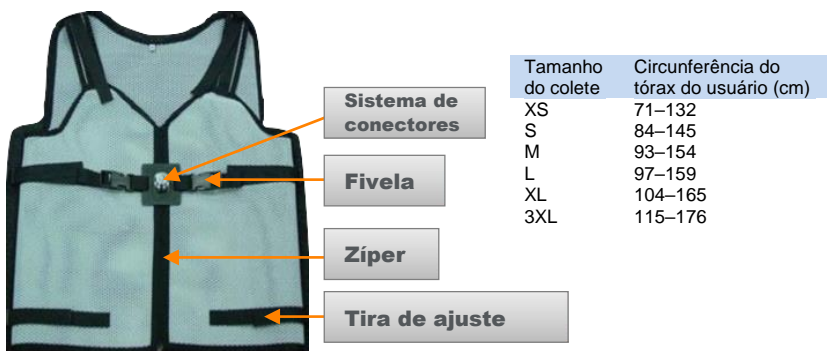 Sistema de
conectores
Fivela
Zíper
Tira de ajuste
Tamanho do colete Circunferência do tórax do usuário (cm)
XS 71–132
S 84–145
M 93–154
L 97–159
XL 104–165
3XL 115–176